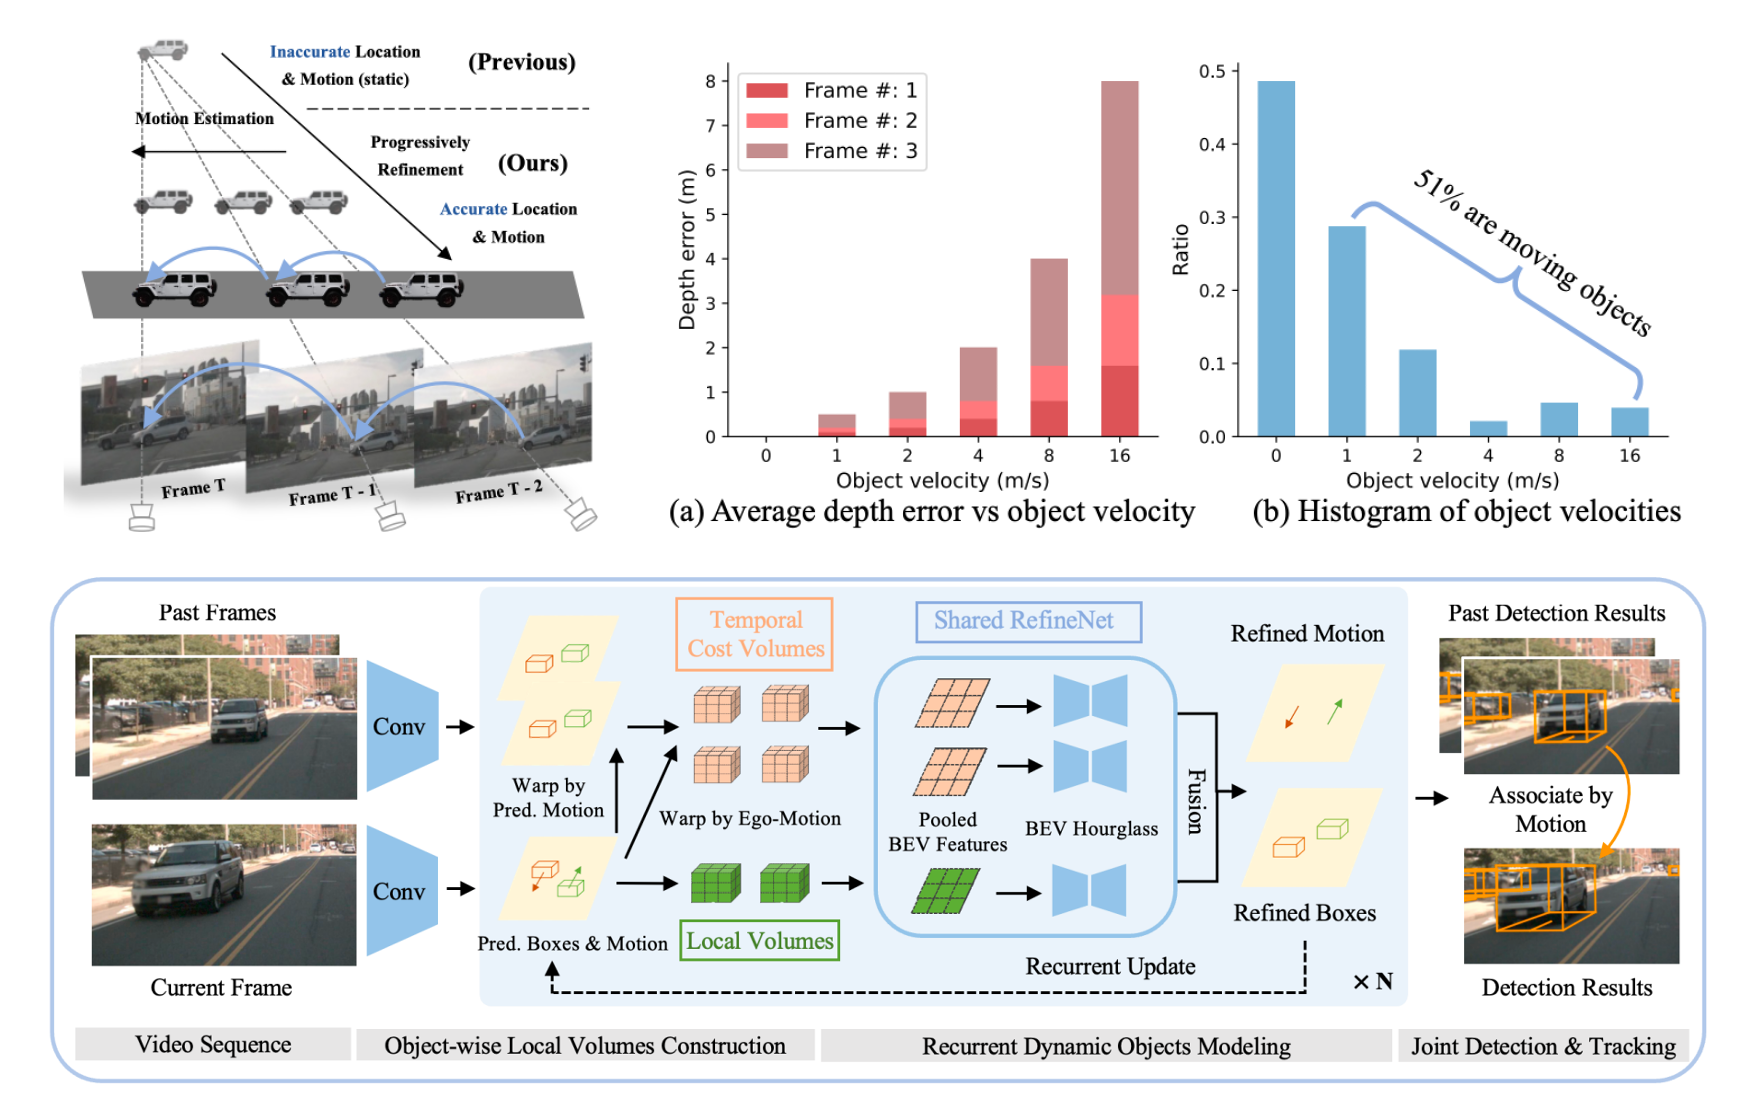 Inaccurate Location
& Motion (static)
(Previous)
Motion Estimation
Progressively
Refinement
(Ours)
Accurate Location
& Motion
Frame T
Frame T - 1
Frame T - 2
8
7
6
5
4
3
2
1
0
Depth error (m)
Frame #: 1
Frame #: 2
Frame #: 3
0 1 2 4 8 16
Object velocity (m/s)
(a) Average depth error vs object velocity
0.5
0.4
0.3
0.2
0.1
0.0
Ratio
51% are moving objects
0 1 2 4 8 16
Object velocity (m/s)
(b) Histogram of object velocities
Past Frames
Conv
Conv
Current Frame
Warp by
Pred. Motion
Pred. Boxes & Motion
Temporal
Cost Volumes
Warp by Ego-Motion
Local Volumes
Shared RefineNet
Pooled
BEV Features
BEV Hourglass
Fusion
Refined Motion
Refined Boxes
Recurrent Update
× N
Past Detection Results
Associate by
Motion
Detection Results
Video Sequence
Object-wise Local Volumes Construction
Recurrent Dynamic Objects Modeling
Joint Detection & Tracking